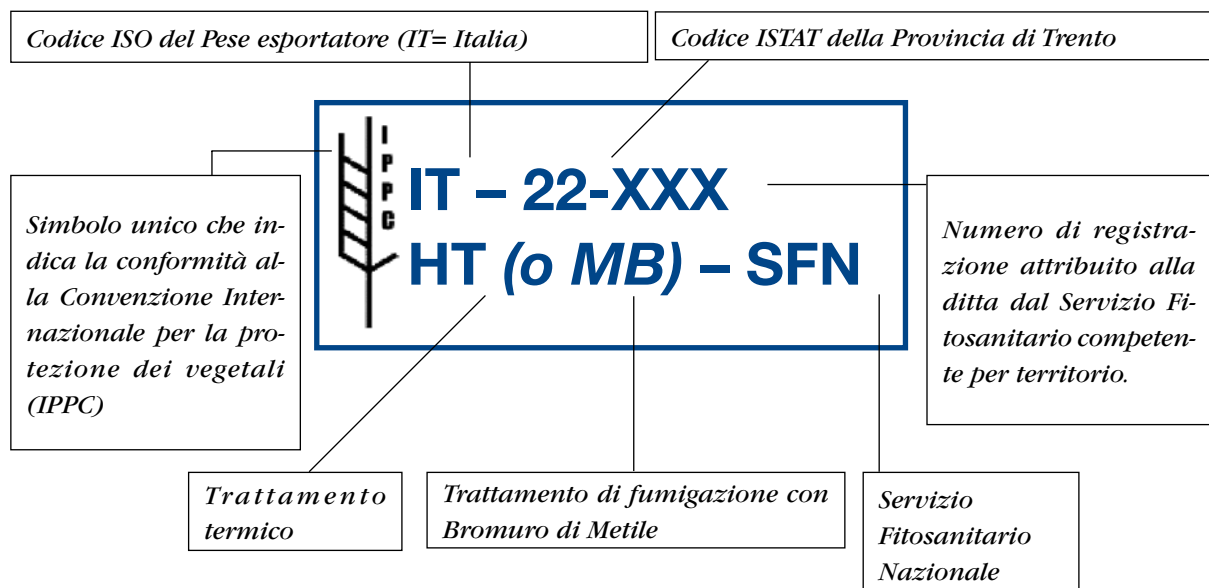 Codice ISO del Pese esportatore (IT= Italia)
Codice ISTAT della Provincia di Trento
IPPC
IT – 22-XXX
HT (o MB) – SFN
Simbolo unico che in-
dica la conformità al-
la Convenzione Inter-
nazionale per la pro-
tezione dei vegetali
(IPPC)
Numero di registra-
zione attribuito alla
ditta dal Servizio Fi-
tosanitario competen-
te per territorio.
Trattamento
termico
Trattamento di fumigazione con
Bromuro di Metile
Servizio
Fitosanitario
Nazionale